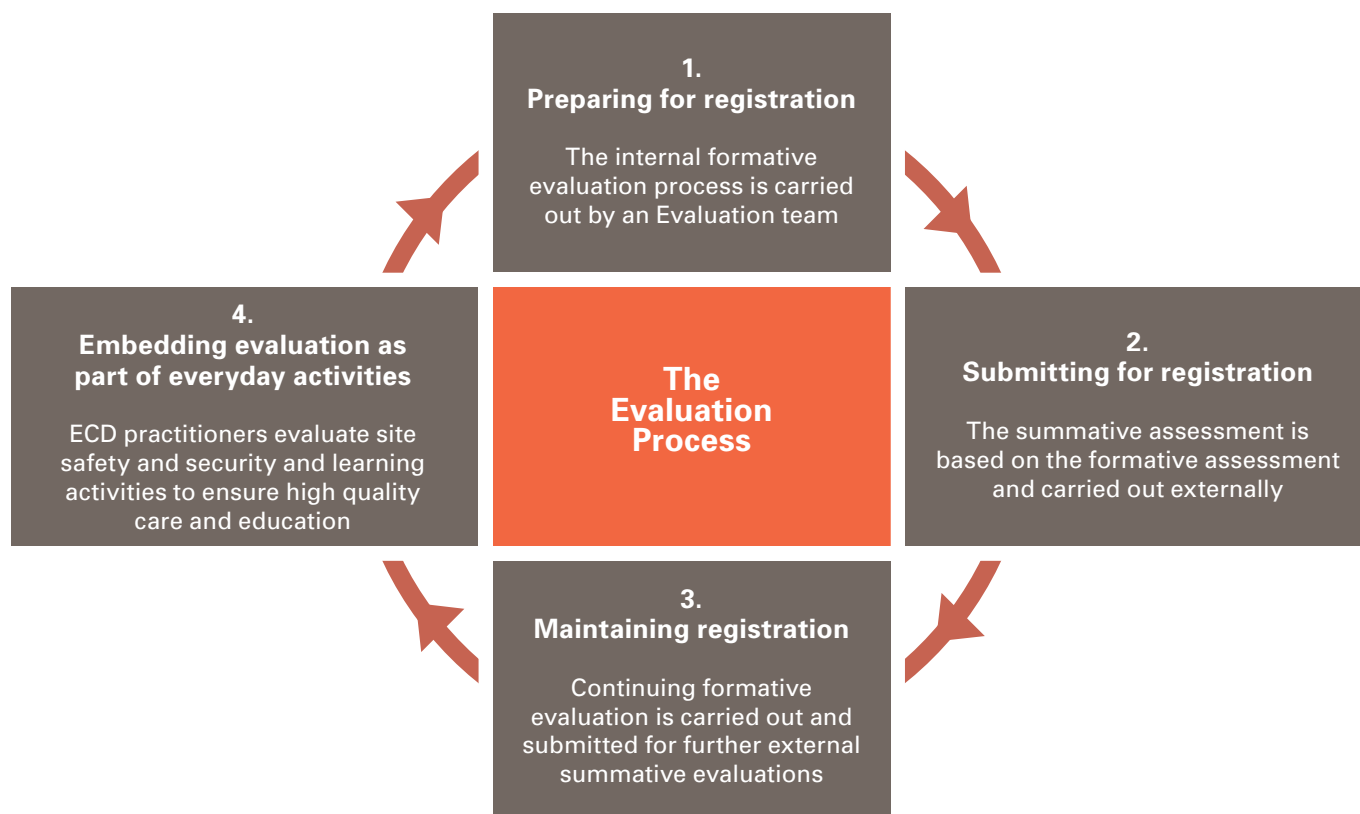 1.
Preparing for registration
The internal formative
evaluation process is carried
out by an Evaluation team
4.
Embedding evaluation as
part of everyday activities
ECD practitioners evaluate site
safety and security and learning
activities to ensure high quality
care and education
The
Evaluation
Process
2.
Submitting for registration
The summative assessment is
based on the formative assessment
and carried out externally
3.
Maintaining registration
Continuing formative
evaluation is carried out and
submitted for further external
summative evaluations